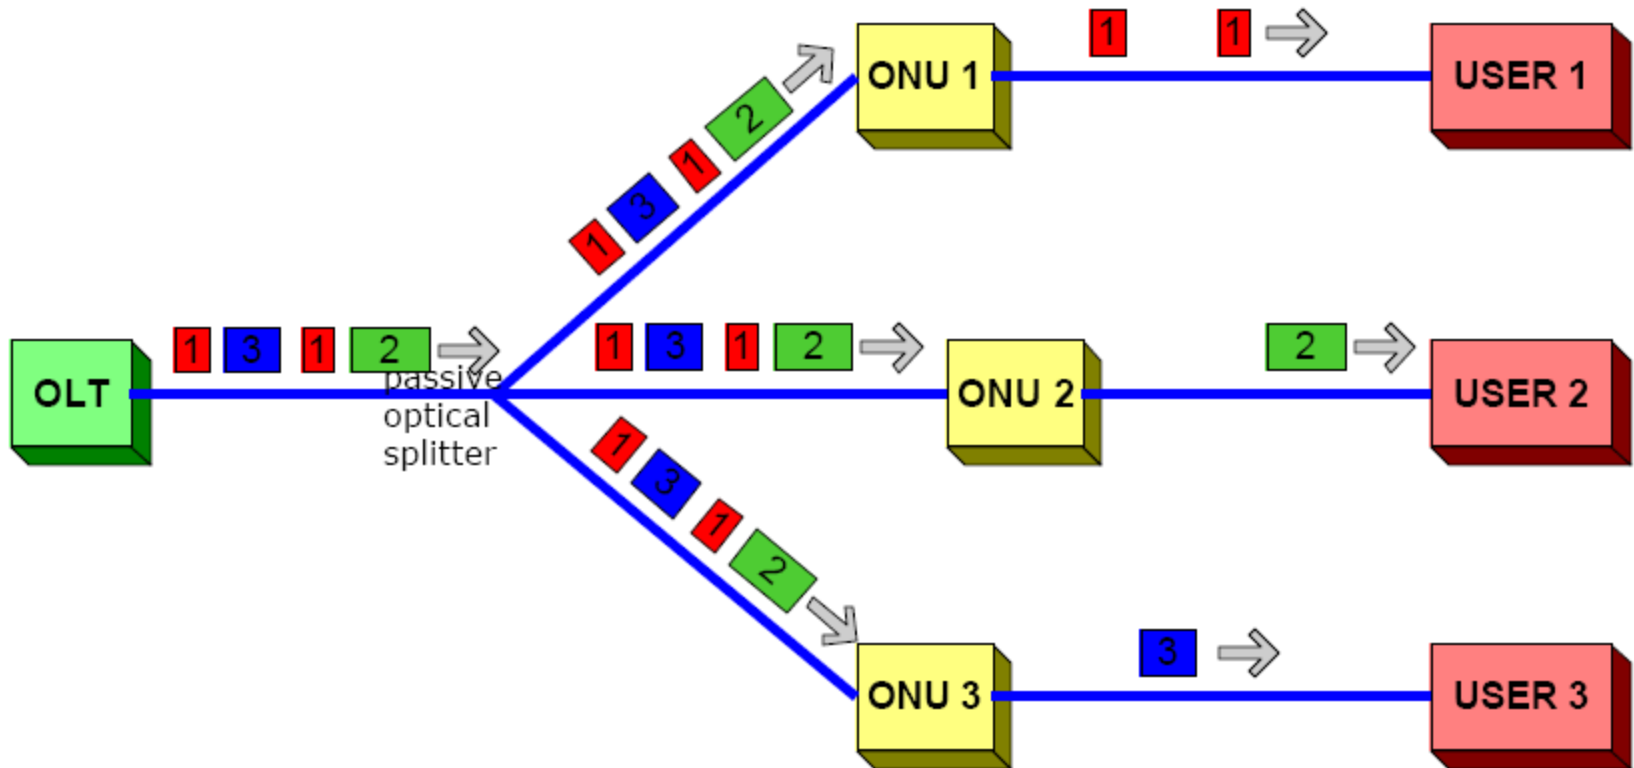 1 1
ONU 1
USER 1
2
1
3
1
1 3 1 2
1 3 1 2
2
OLT
passive
optical
splitter
ONU 2
USER 2
1
3
1
2
3
ONU 3
USER 3